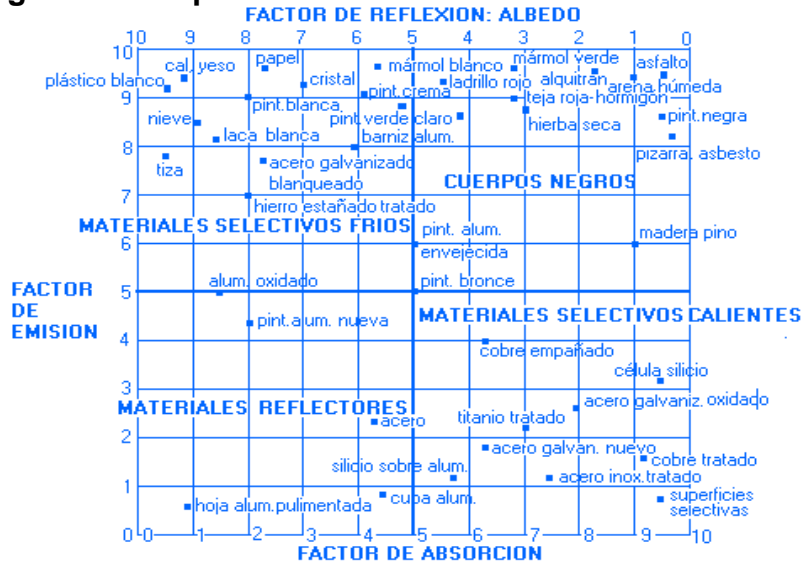 FACTOR DE REFLEXION: ALBEDO
10 9 8 7 6 5 4 3 2 1 0
10
cal, yeso
papel
mármol blanco
mármol verde
asfalto
plástico blanco
cristal
ladrillo rojo
alquitrán
arena húmeda
9
pint.blanca
pint.crema
teja roja-hormigón
nieve
pint.verde claro
hierba seca
pint.negra
laca blanca
barniz alum.
8
tiza
acero galvanizado
blanqueado
pizarra. asbesto
7
CUERPOS NEGROS
hierro estañado tratado
MATERIALES SELECTIVOS FRIOS
pint. alum.
envejecida
madera pino
6
alum. oxidado
pint. bronce
FACTOR
DE
EMISION
5
pint.alum. nueva
MATERIALES SELECTIVOS CALIENTES
4
cobre empañado
célula silicio
3
MATERIALES REFLECTORES
acero
titanio tratado
acero galvaniz. oxidado
2
acero galvan. nuevo
cobre tratado
silicio sobre alum.
acero inox.tratado
1
hoja alum.pulimentada
cuba alum.
superficies
selectivas
0 0 1 2 3 4 5 6 7 8 9 10
FACTOR DE ABSORCION